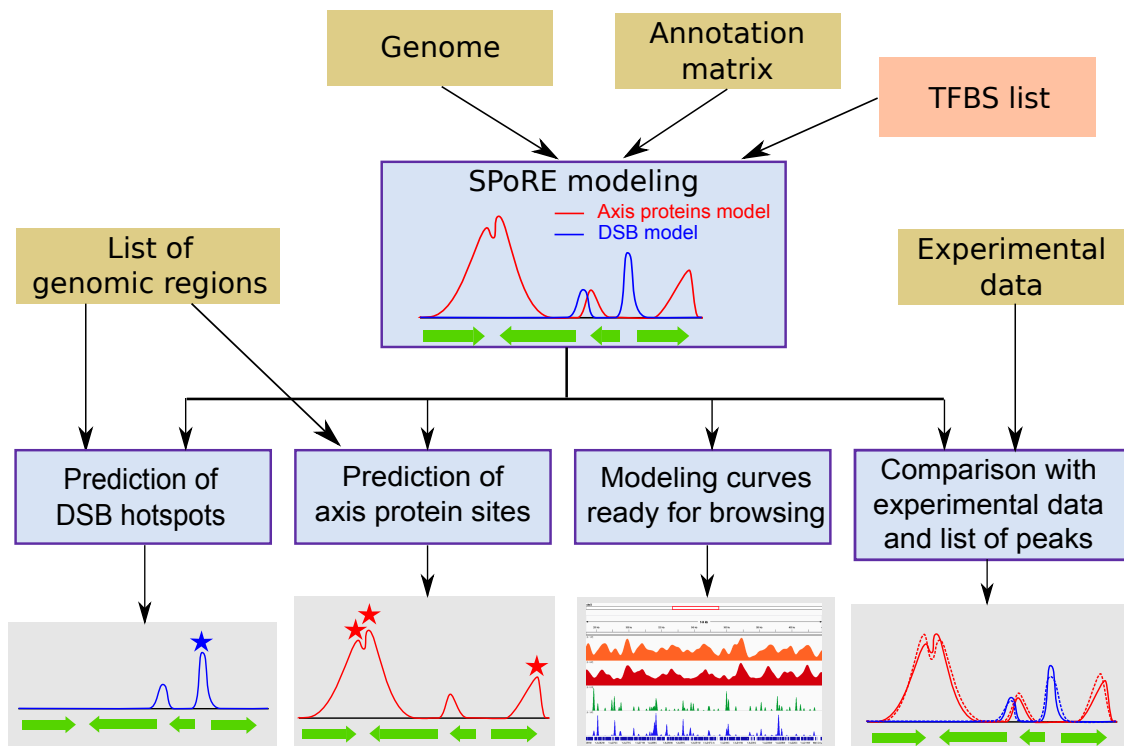 Genome
Annotation
matrix
TFBS list
SPoRE modeling
Axis proteins model
DSB model
List of
genomic regions
Experimental
data
Prediction of
DSB hotspots
Prediction of
axis protein sites
Modeling curves
ready for browsing
Comparison with
experimental data
and list of peaks